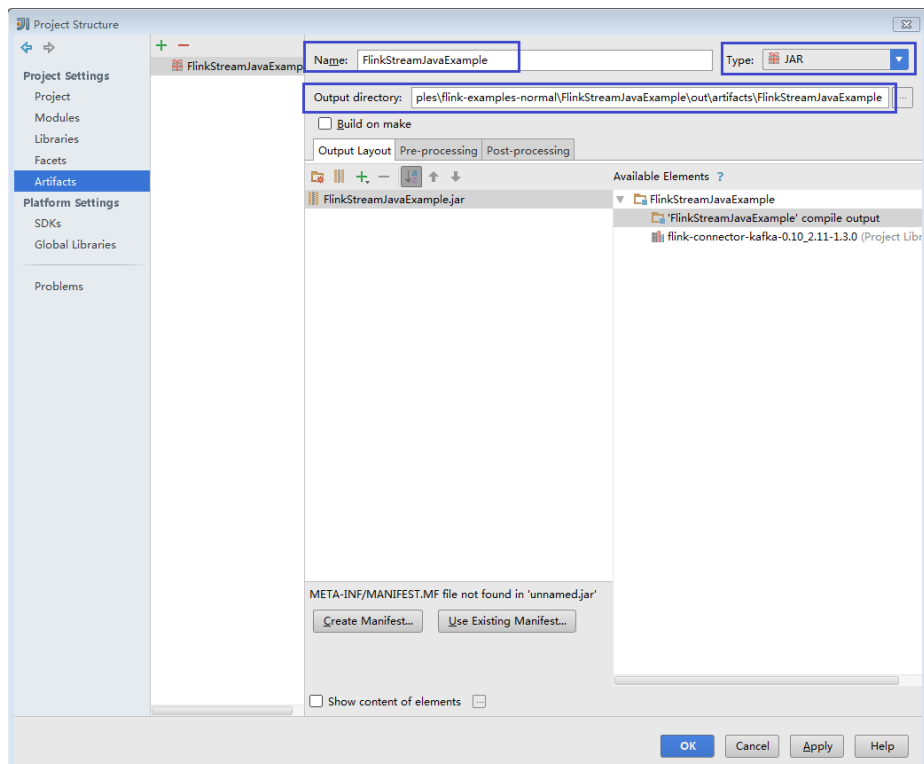 Project Structure
Project Settings
Project
Modules
Libraries
Facets
Artifacts
Platform Settings
SDKs
Global Libraries
Problems
FlinkStreamJavaExamp
Name: FlinkStreamJavaExample
Type: JAR
Output directory: ples\flink-examples-normal\FlinkStreamJavaExample\out\artifacts\FlinkStreamJavaExample ...
Build on make
Output Layout Pre-processing Post-processing
FlinkStreamJavaExample.jar
Available Elements ?
FlinkStreamJavaExample
'FlinkStreamJavaExample' compile output
flink-connector-kafka-0.10_2.11-1.3.0 (Project Libr
META-INF/MANIFEST.MF file not found in 'unnamed.jar'
Create Manifest... Use Existing Manifest...
Show content of elements ...
OK Cancel Apply Help